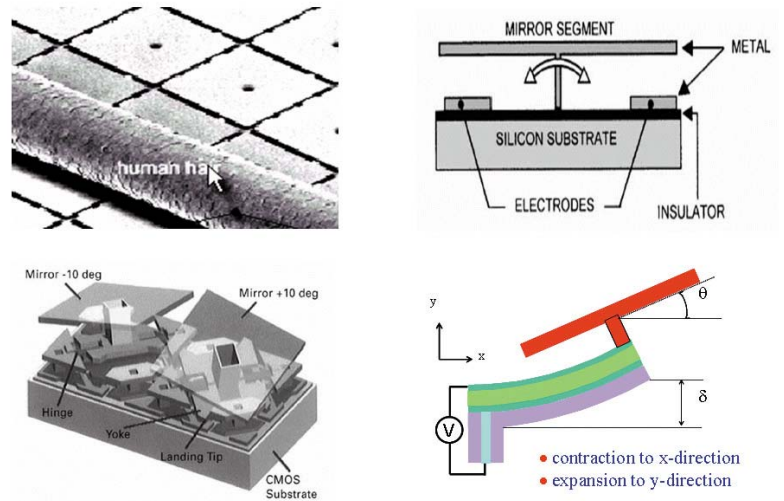 human ha
MIRROR SEGMENT
METAL
SILICON SUBSTRATE
ELECTRODES
INSULATOR
Mirror -10 deg
Mirror +10 deg
Hinge
Yoke
Landing Tip
CMOS
Substrate
y
x
θ
δ
V
• contraction to x-direction
• expansion to y-direction